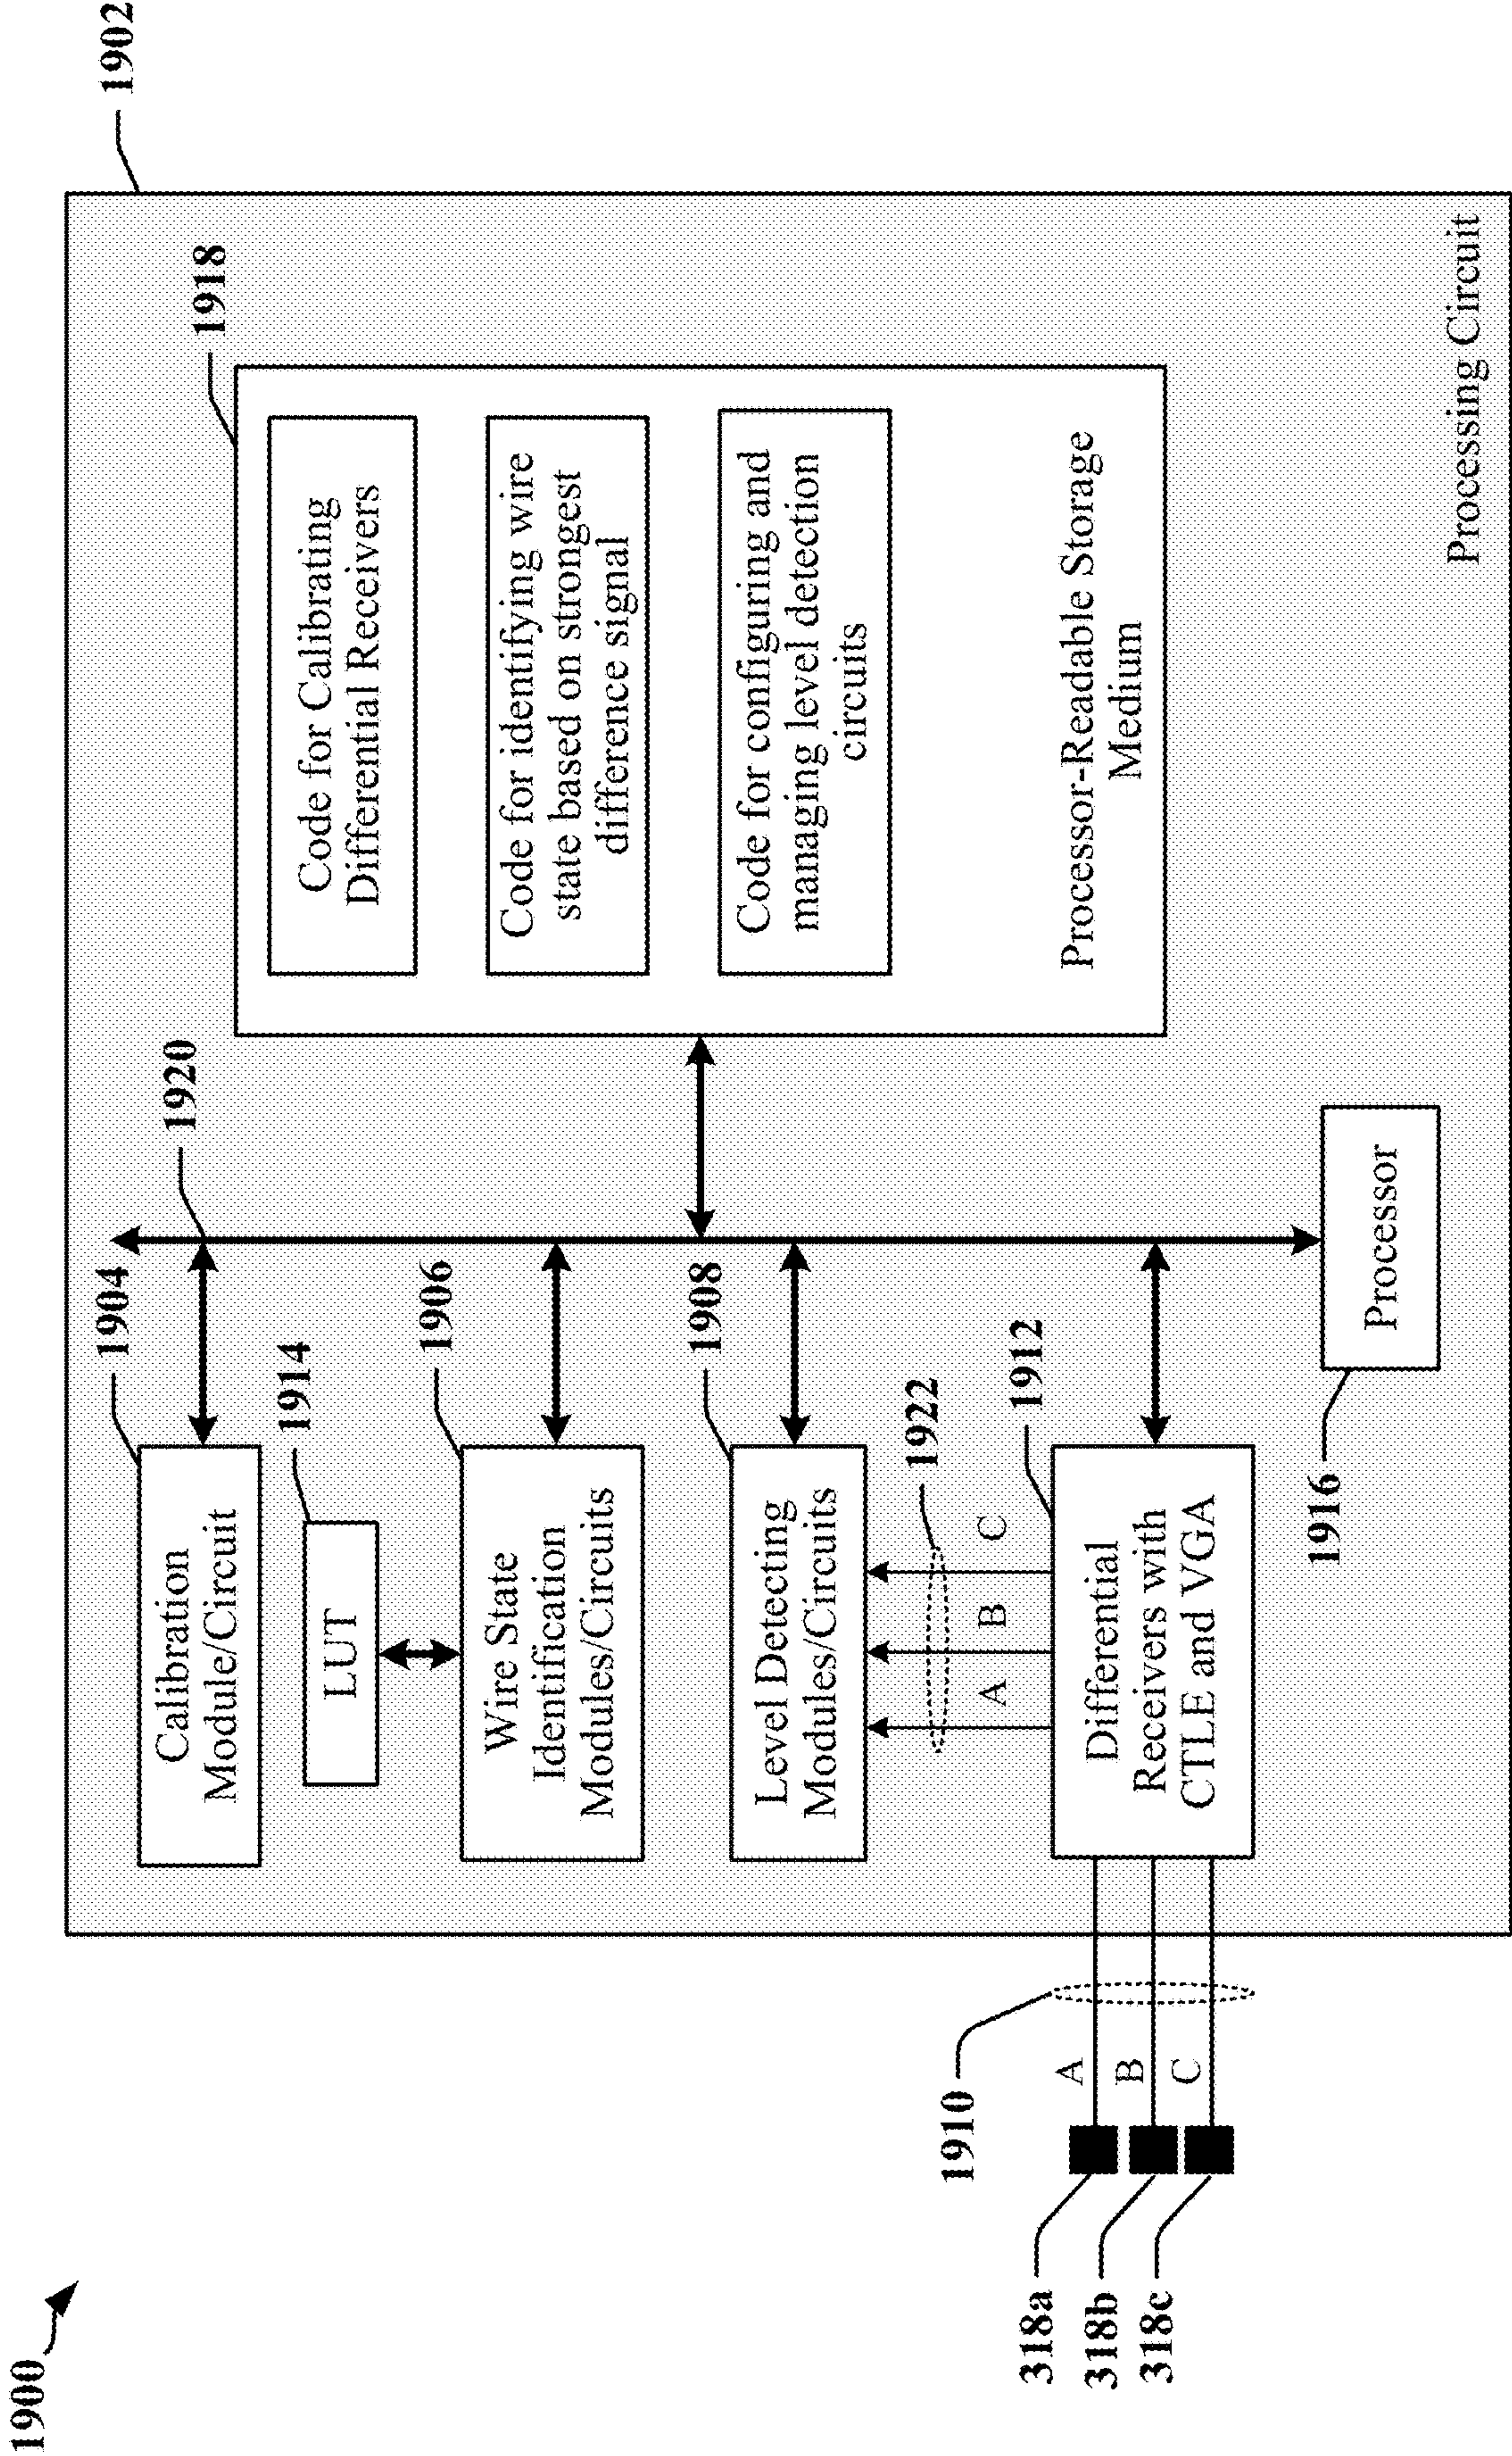 1900
1902
1904
Calibration
Module/Circuit
1914
LUT
1906
Wire State
Identification
Modules/Circuits
1908
Level Detecting
Modules/Circuits
1922
A
B
C
1912
Differential
Receivers with
CTLE and VGA
1910
A
B
C
318a
318b
318c
1920
1918
Code for Calibrating
Differential Receivers
Code for identifying wire
state based on strongest
difference signal
Code for configuring and
managing level detection
circuits
Processor-Readable Storage
Medium
Processor
1916
Processing Circuit